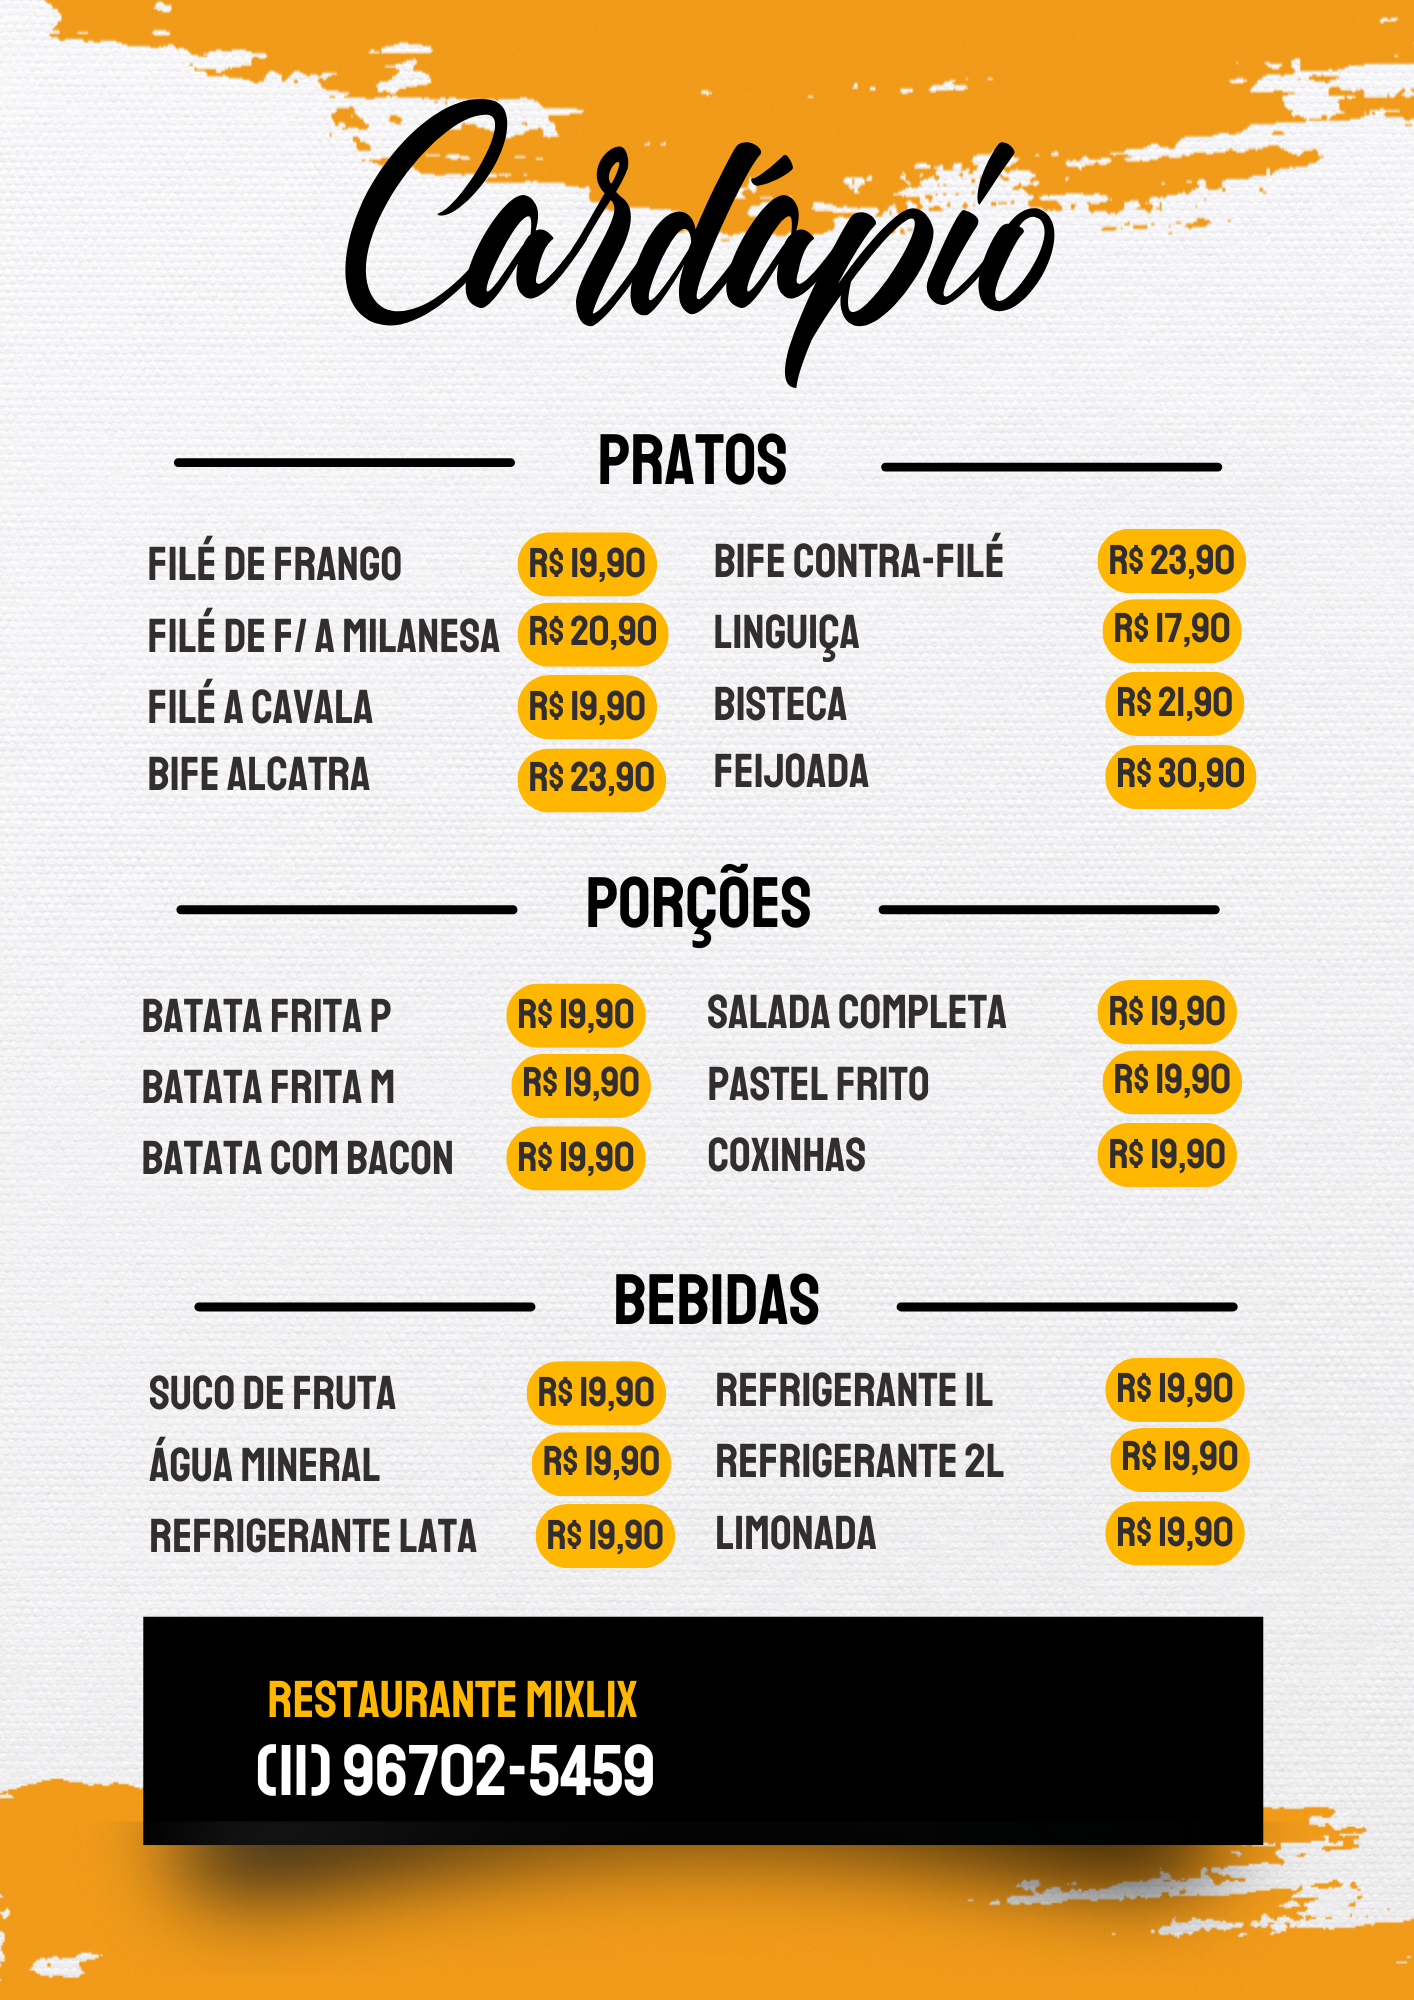 Cardápio
PRATOS
FILÉ DE FRANGO R$ 19,90 BIFE CONTRA-FILÉ R$ 23,90
FILÉ DE F/ A MILANESA R$ 20,90 LINGUIÇA R$ 17,90
FILÉ A CAVALA R$ 19,90 BISTECA R$ 21,90
BIFE ALCATRA R$ 23,90 FEIJOADA R$ 30,90
PORÇÕES
BATATA FRITA P R$ 19,90 SALADA COMPLETA R$ 19,90
BATATA FRITA M R$ 19,90 PASTEL FRITO R$ 19,90
BATATA COM BACON R$ 19,90 COXINHAS R$ 19,90
BEBIDAS
SUCO DE FRUTA R$ 19,90 REFRIGERANTE 1L R$ 19,90
ÁGUA MINERAL R$ 19,90 REFRIGERANTE 2L R$ 19,90
REFRIGERANTE LATA R$ 19,90 LIMONADA R$ 19,90
RESTAURANTE MIXLIX
(11) 96702-5459